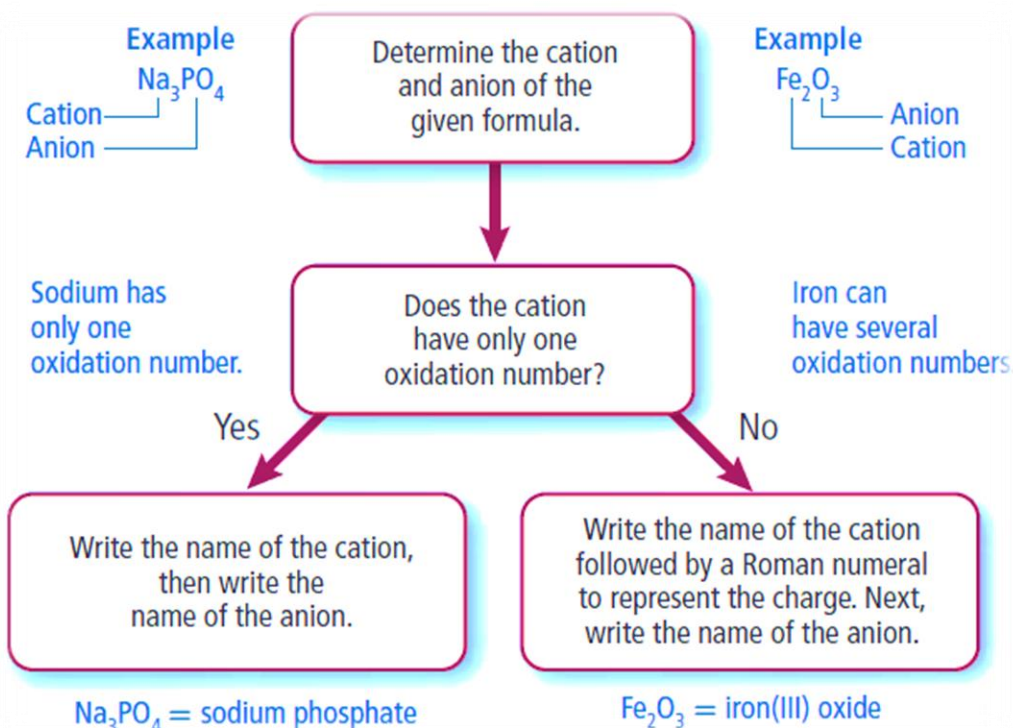 Example
Na₃PO₄
Cation
Anion
Determine the cation
and anion of the
given formula.
Example
Fe₂O₃
Anion
Cation
Sodium has
only one
oxidation number.
Does the cation
have only one
oxidation number?
Iron can
have several
oxidation numbers.
Yes
No
Write the name of the cation,
then write the
name of the anion.
Write the name of the cation
followed by a Roman numeral
to represent the charge. Next,
write the name of the anion.
Na₃PO₄ = sodium phosphate
Fe₂O₃ = iron(III) oxide